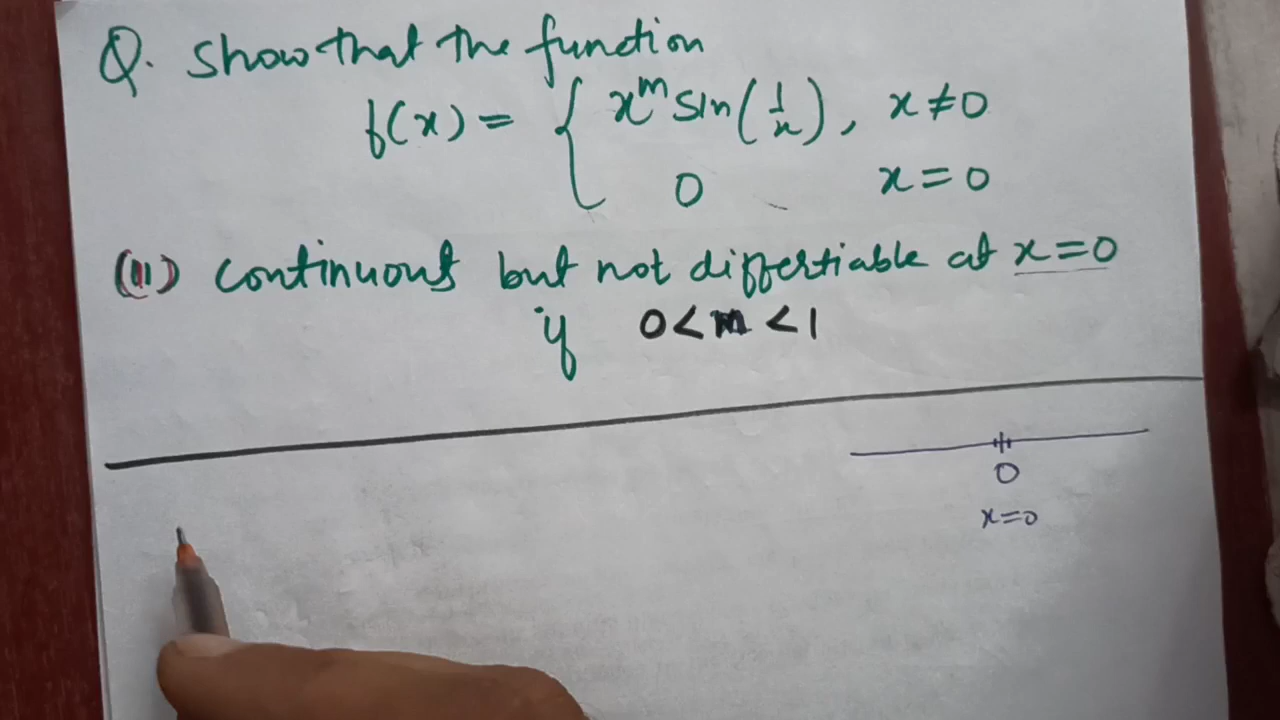 Q. Show that the function
f(x) = { x^m sin(1/x), x≠0
0 x=0
(II) continuous but not differtiable at x=0
if 0<m<1
0
x=0